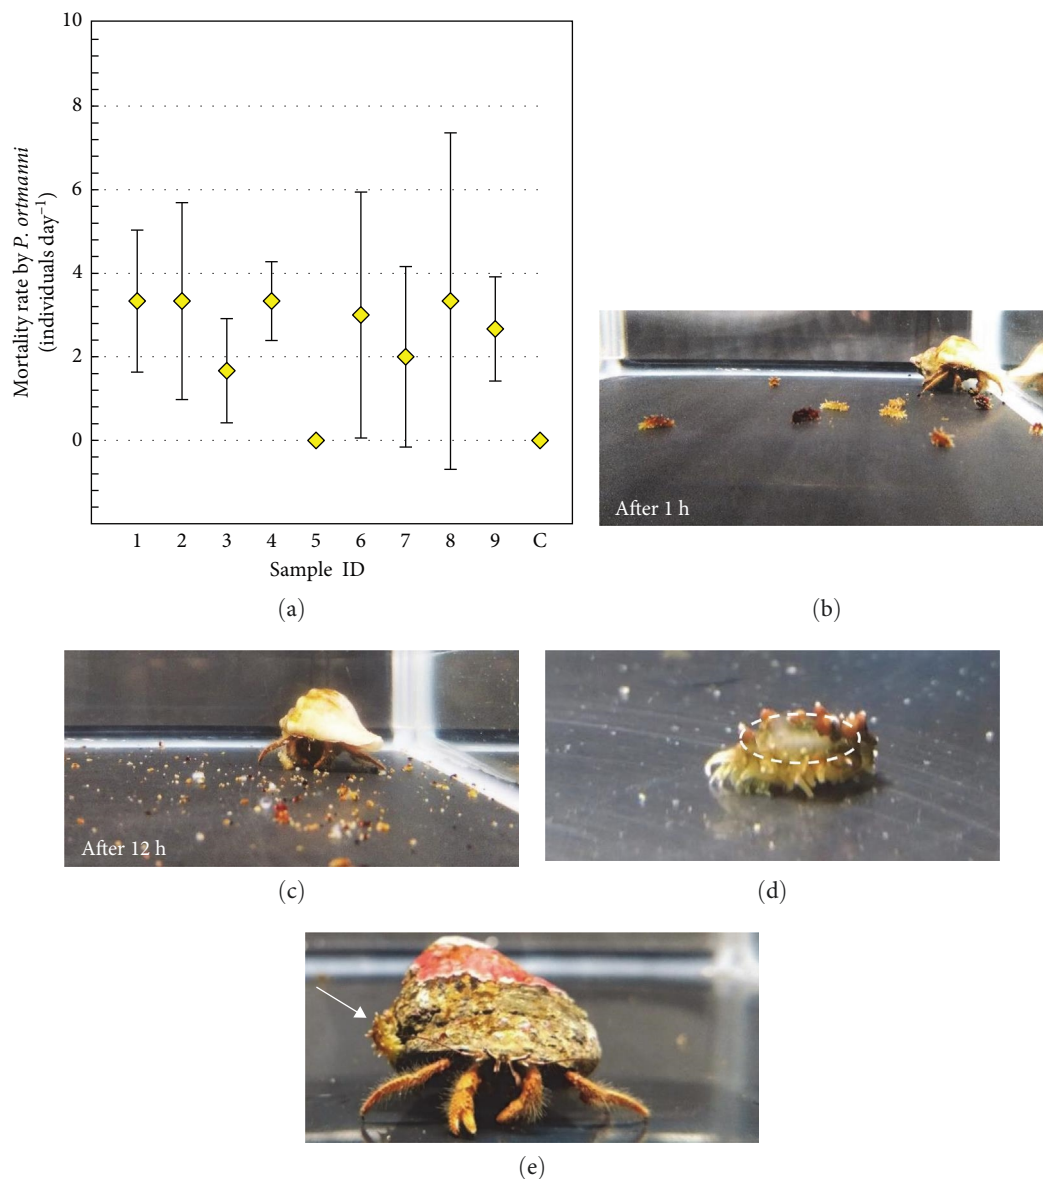 10
8
6
4
2
0
Mortality rate by P. ortmanni
(individuals day⁻¹)
1 2 3 4 5 6 7 8 9 C
Sample ID
(a)
After 1 h
(b)
After 12 h
(c)
(d)
(e)